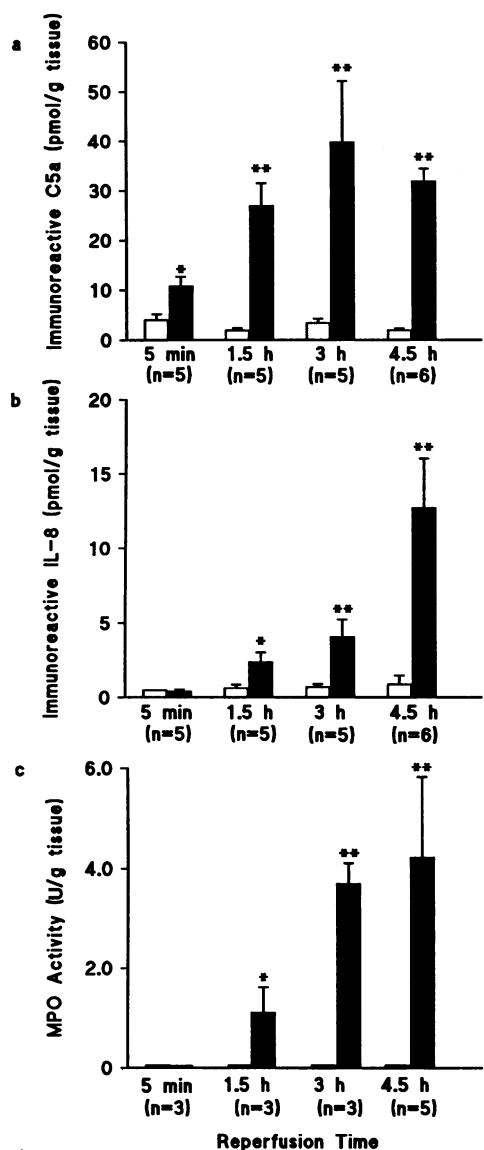 a
Immunoreactive C5a (pmol/g tissue)
60
50
40
30
20
10
0
*
**
**
**
5 min
1.5 h
3 h
4.5 h
(n=5)
(n=5)
(n=5)
(n=6)
b
Immunoreactive IL-8 (pmol/g tissue)
20
15
10
5
0
*
**
**
5 min
1.5 h
3 h
4.5 h
(n=5)
(n=5)
(n=5)
(n=6)
c
MPO Activity (U/g tissue)
6.0
4.0
2.0
0
*
**
**
5 min
1.5 h
3 h
4.5 h
(n=3)
(n=3)
(n=3)
(n=5)
Reperfusion Time